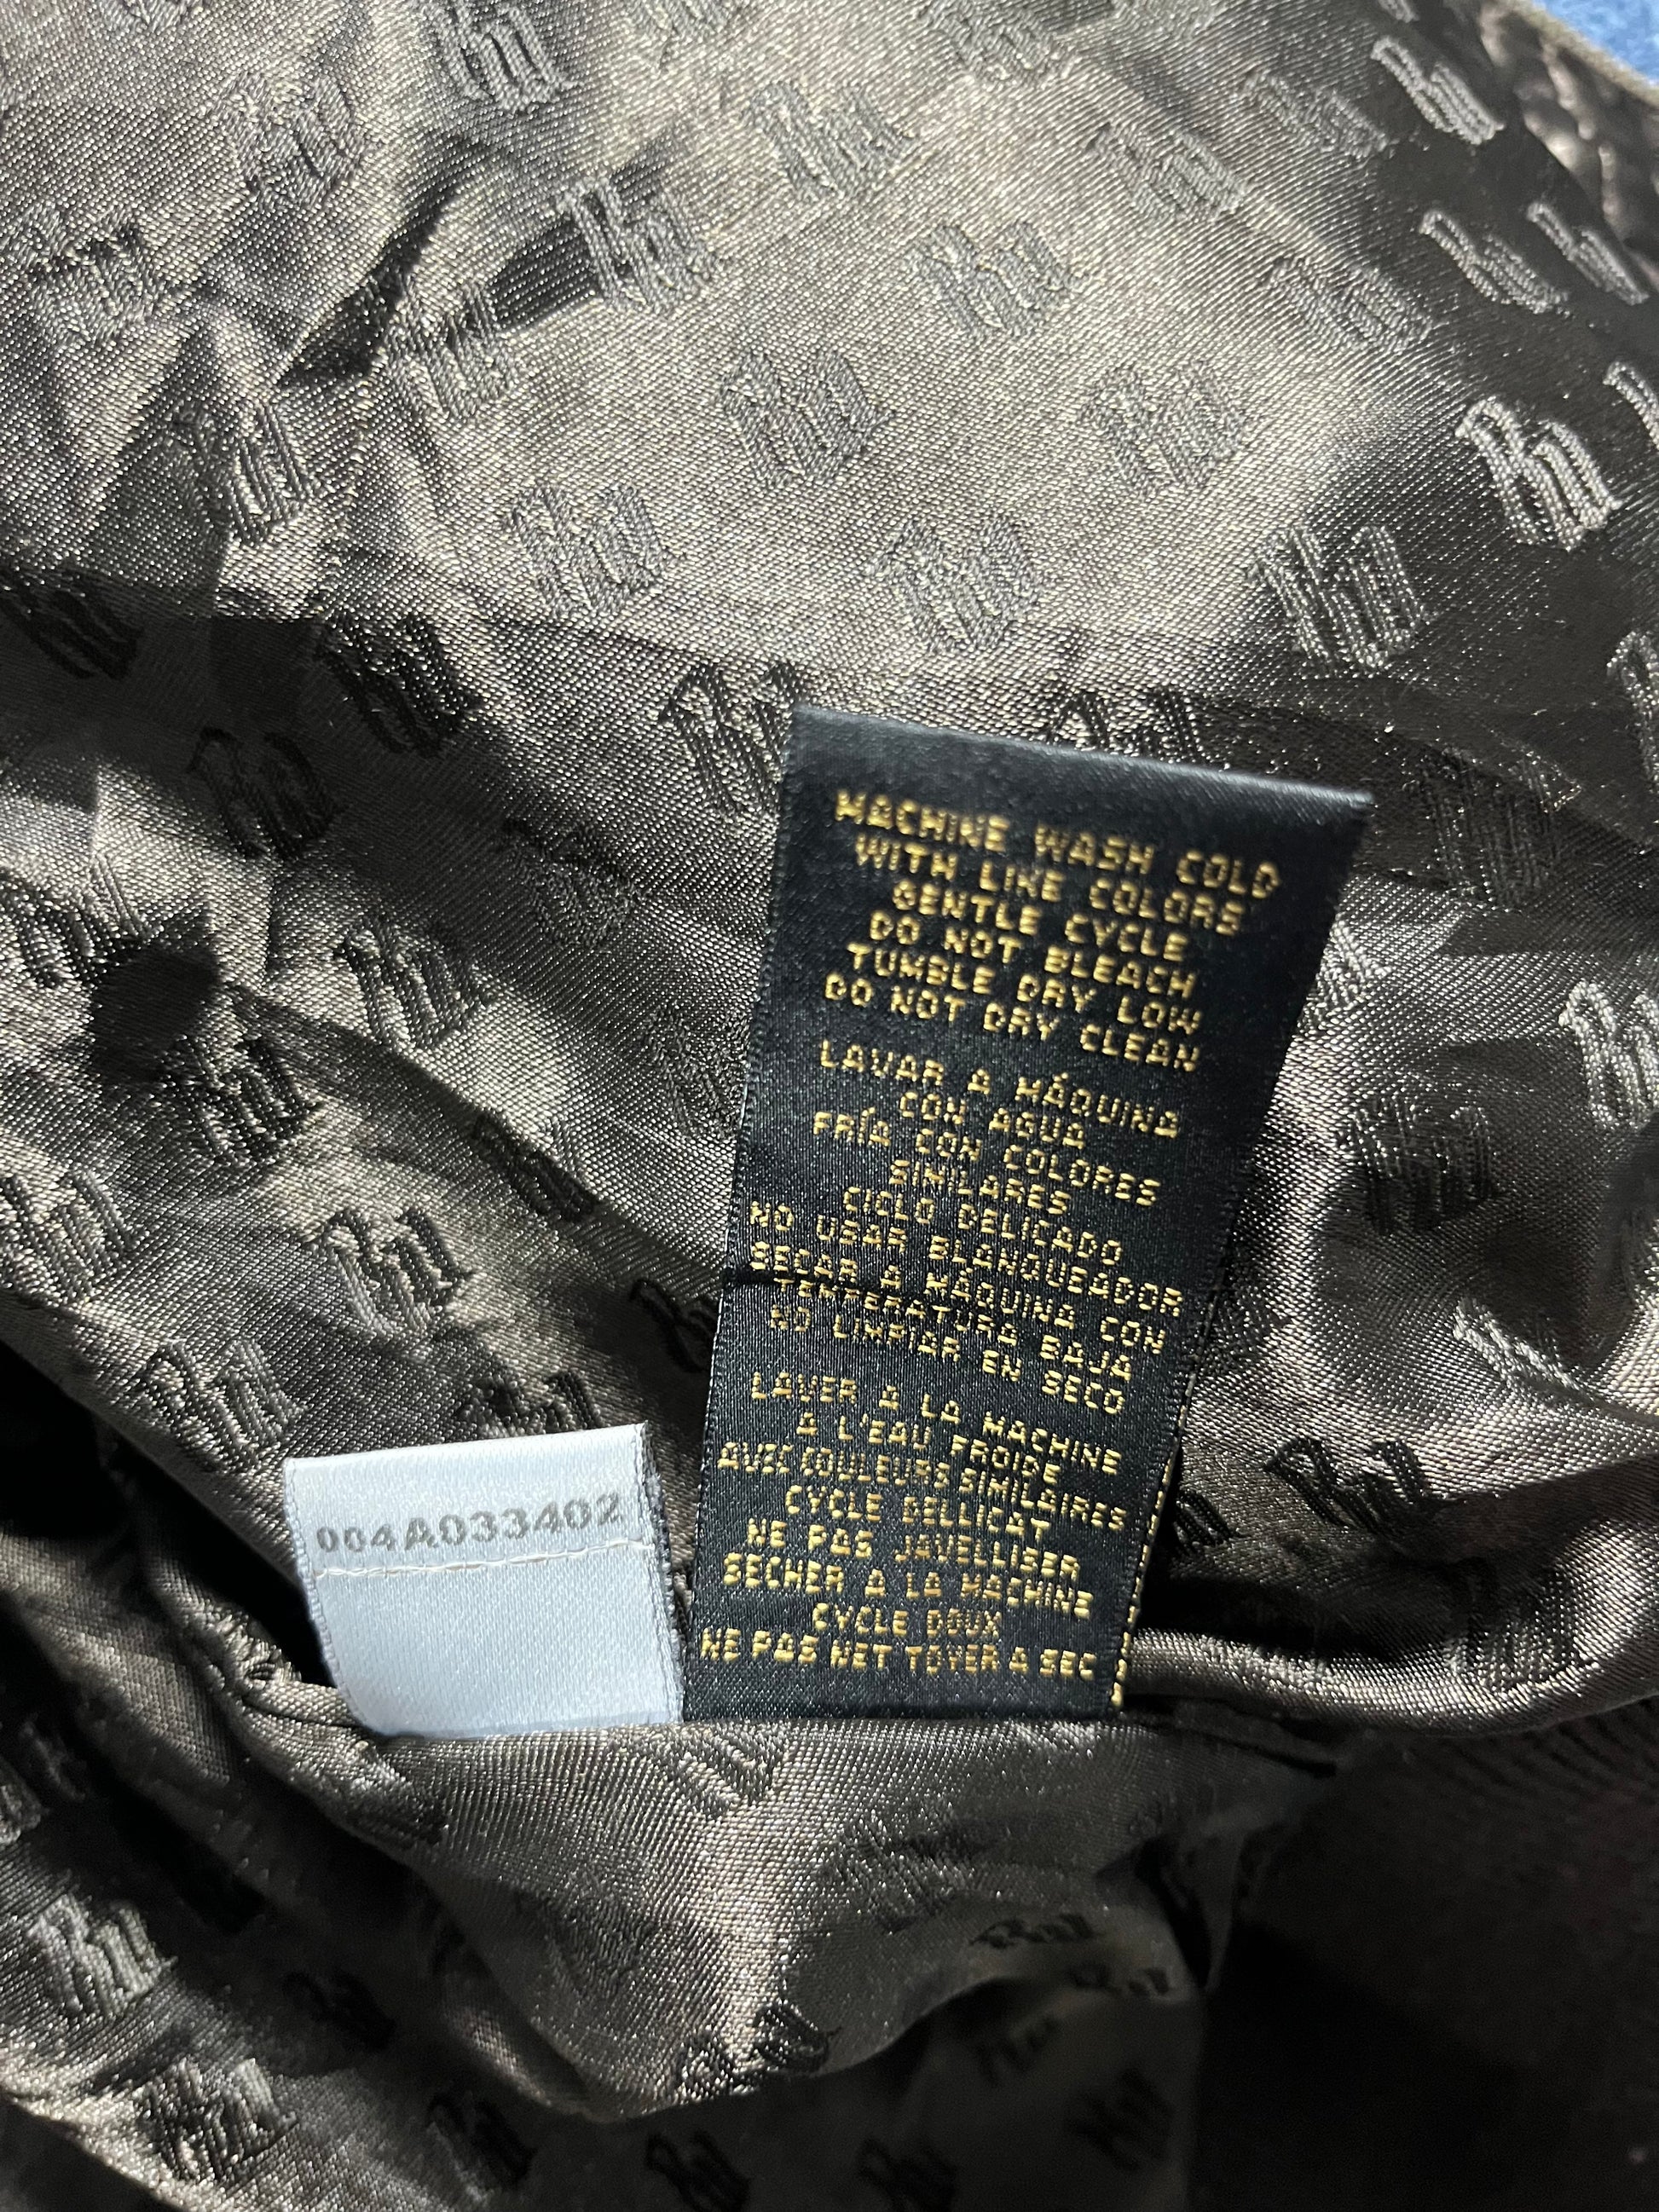 MACHINE WASH COLD
WITH LIKE COLORS
GENTLE CYCLE
DO NOT BLEACH
TUMBLE DRY LOW
DO NOT DRY CLEAN
LAVAR A MÁQUINA
CON AGUA
FRÍA CON COLORES
SIMILARES
CICLO DELICADO
NO USAR BLANQUEADOR
SECAR A MÁQUINA CON
TEMPERATURA BAJA
NO LIMPIAR EN SECO
LAVER A LA MACHINE
A L'EAU FROIDE
AVEC COULEURS SIMILAIRES
CYCLE DELLICAT
NE PAS JAVELLISER
SECHER A LA MACHINE
CYCLE DOUX
NE PAS NET TOYER A SEC
004A033402